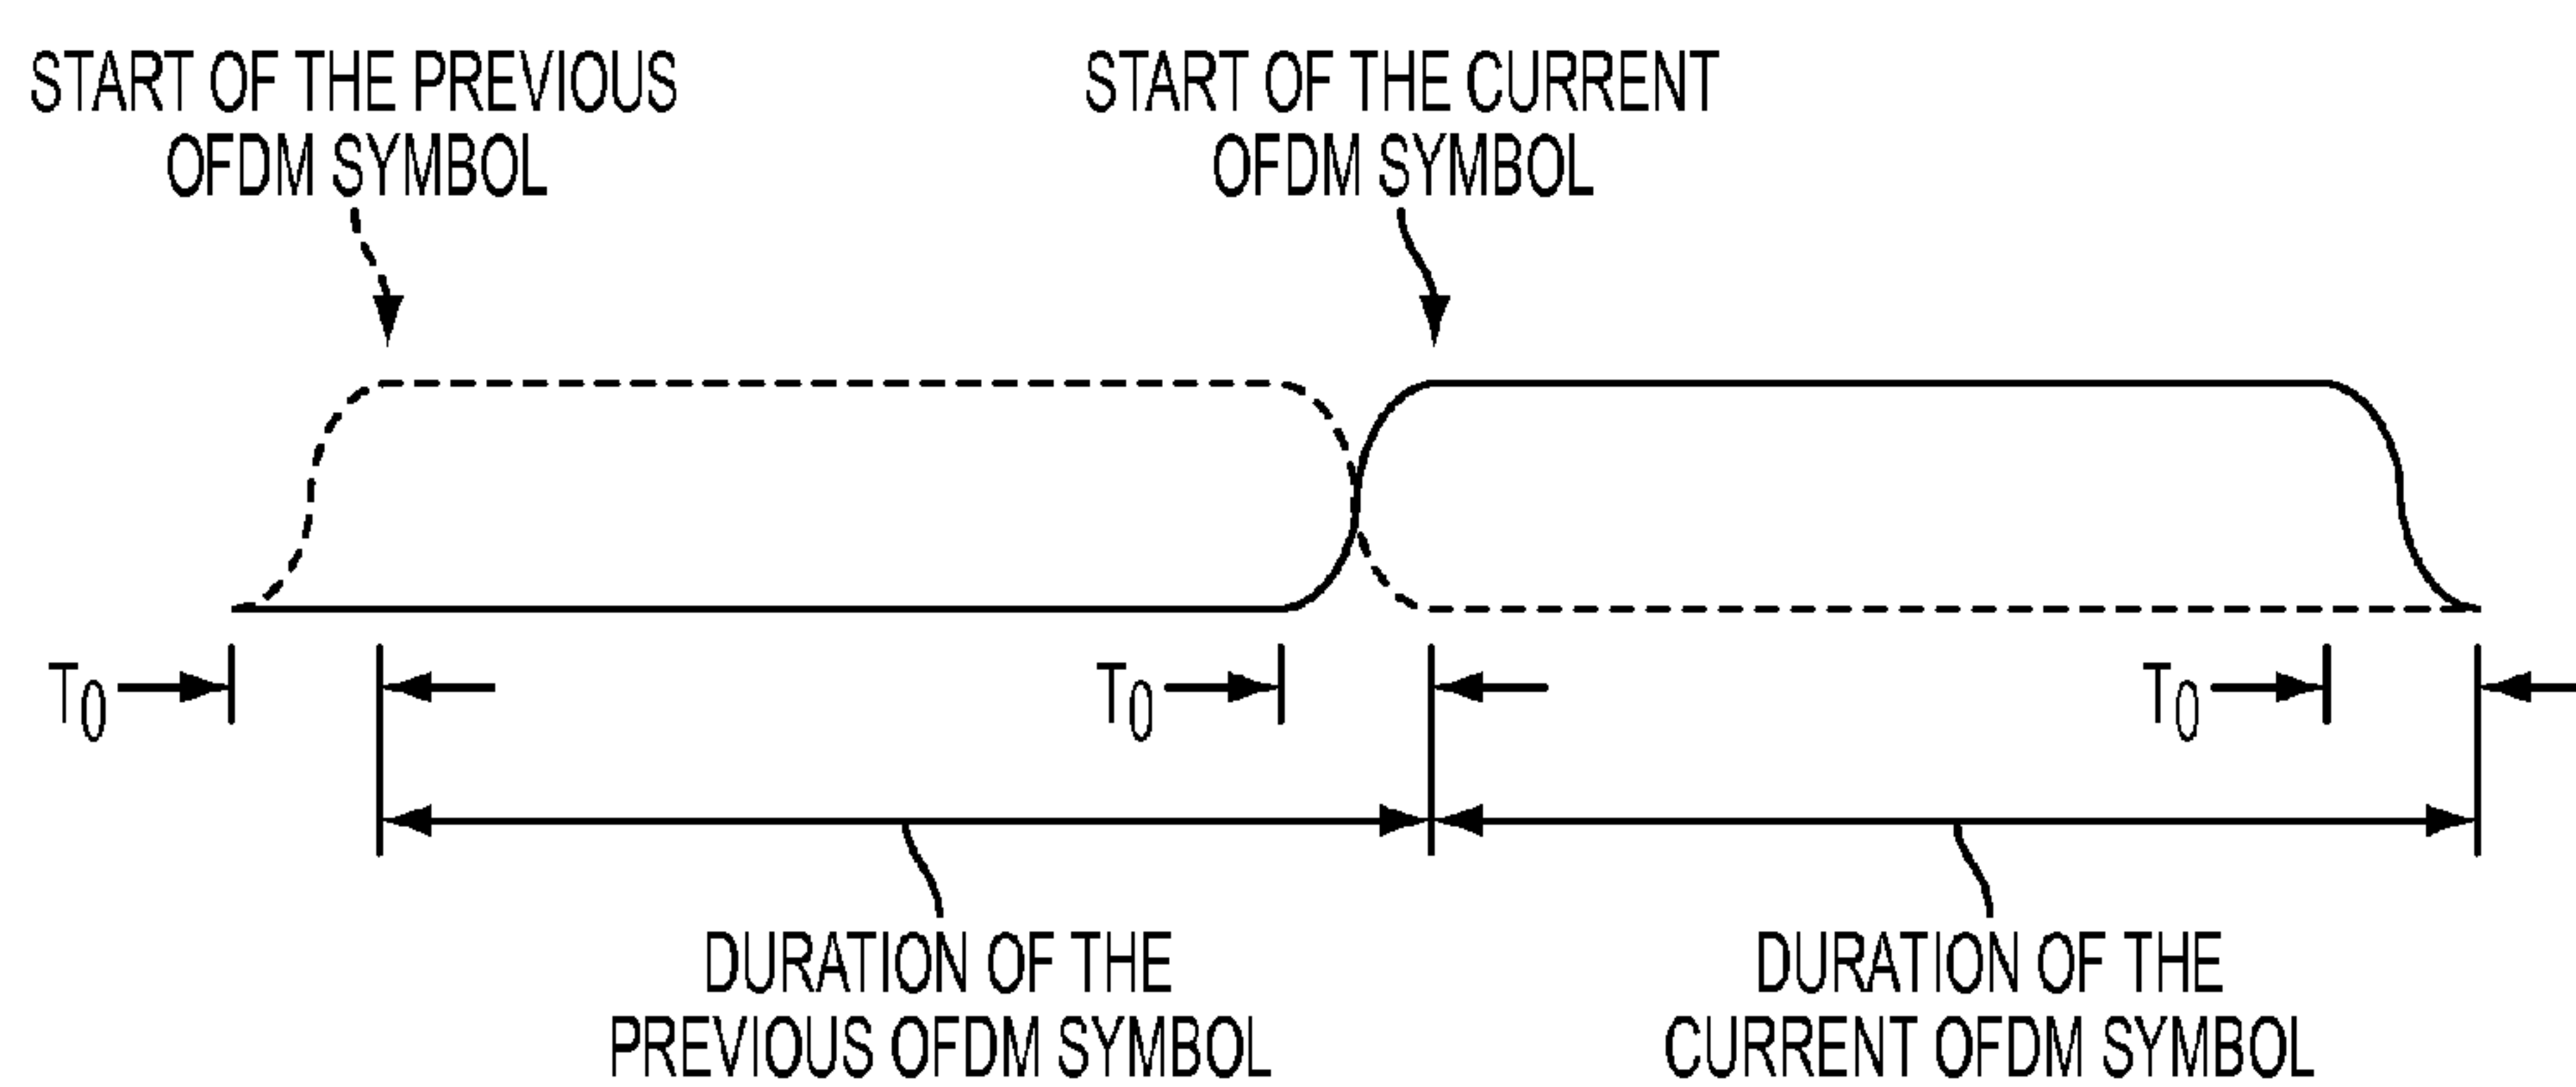 START OF THE PREVIOUS
OFDM SYMBOL
START OF THE CURRENT
OFDM SYMBOL
T0
T0
T0
DURATION OF THE
PREVIOUS OFDM SYMBOL
DURATION OF THE
CURRENT OFDM SYMBOL